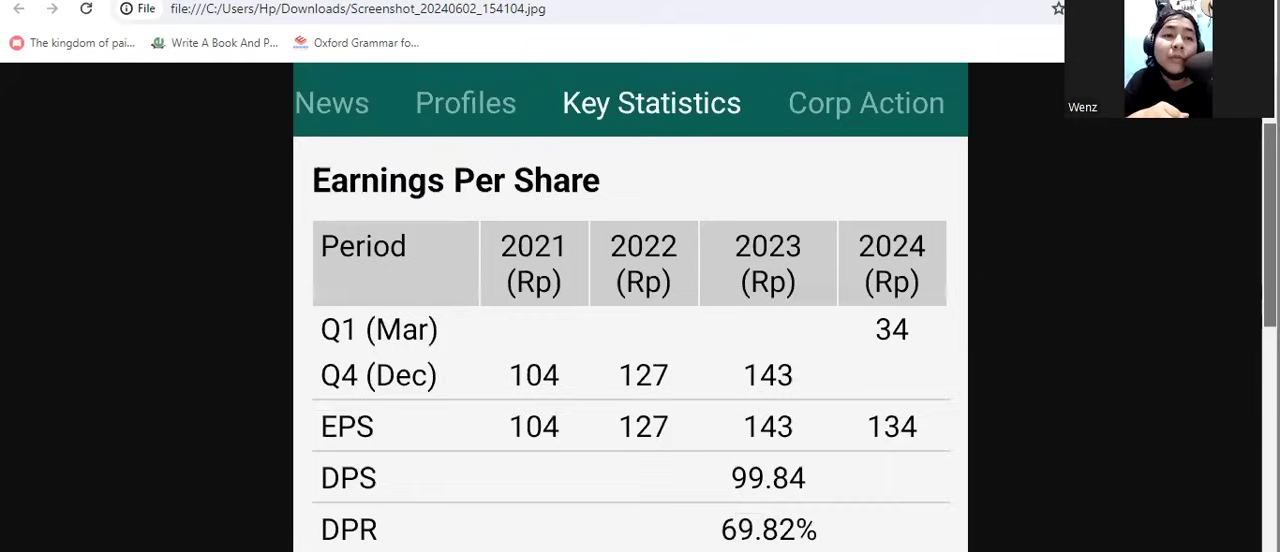 File file:///C:/Users/Hp/Downloads/Screenshot_20240602_154104.jpg
The kingdom of pai... Write A Book And P... Oxford Grammar fo...
Wenz
News Profiles Key Statistics Corp Action
Earnings Per Share
Period 2021 (Rp) 2022 (Rp) 2023 (Rp) 2024 (Rp)
Q1 (Mar) 34
Q4 (Dec) 104 127 143
EPS 104 127 143 134
DPS 99.84
DPR 69.82%